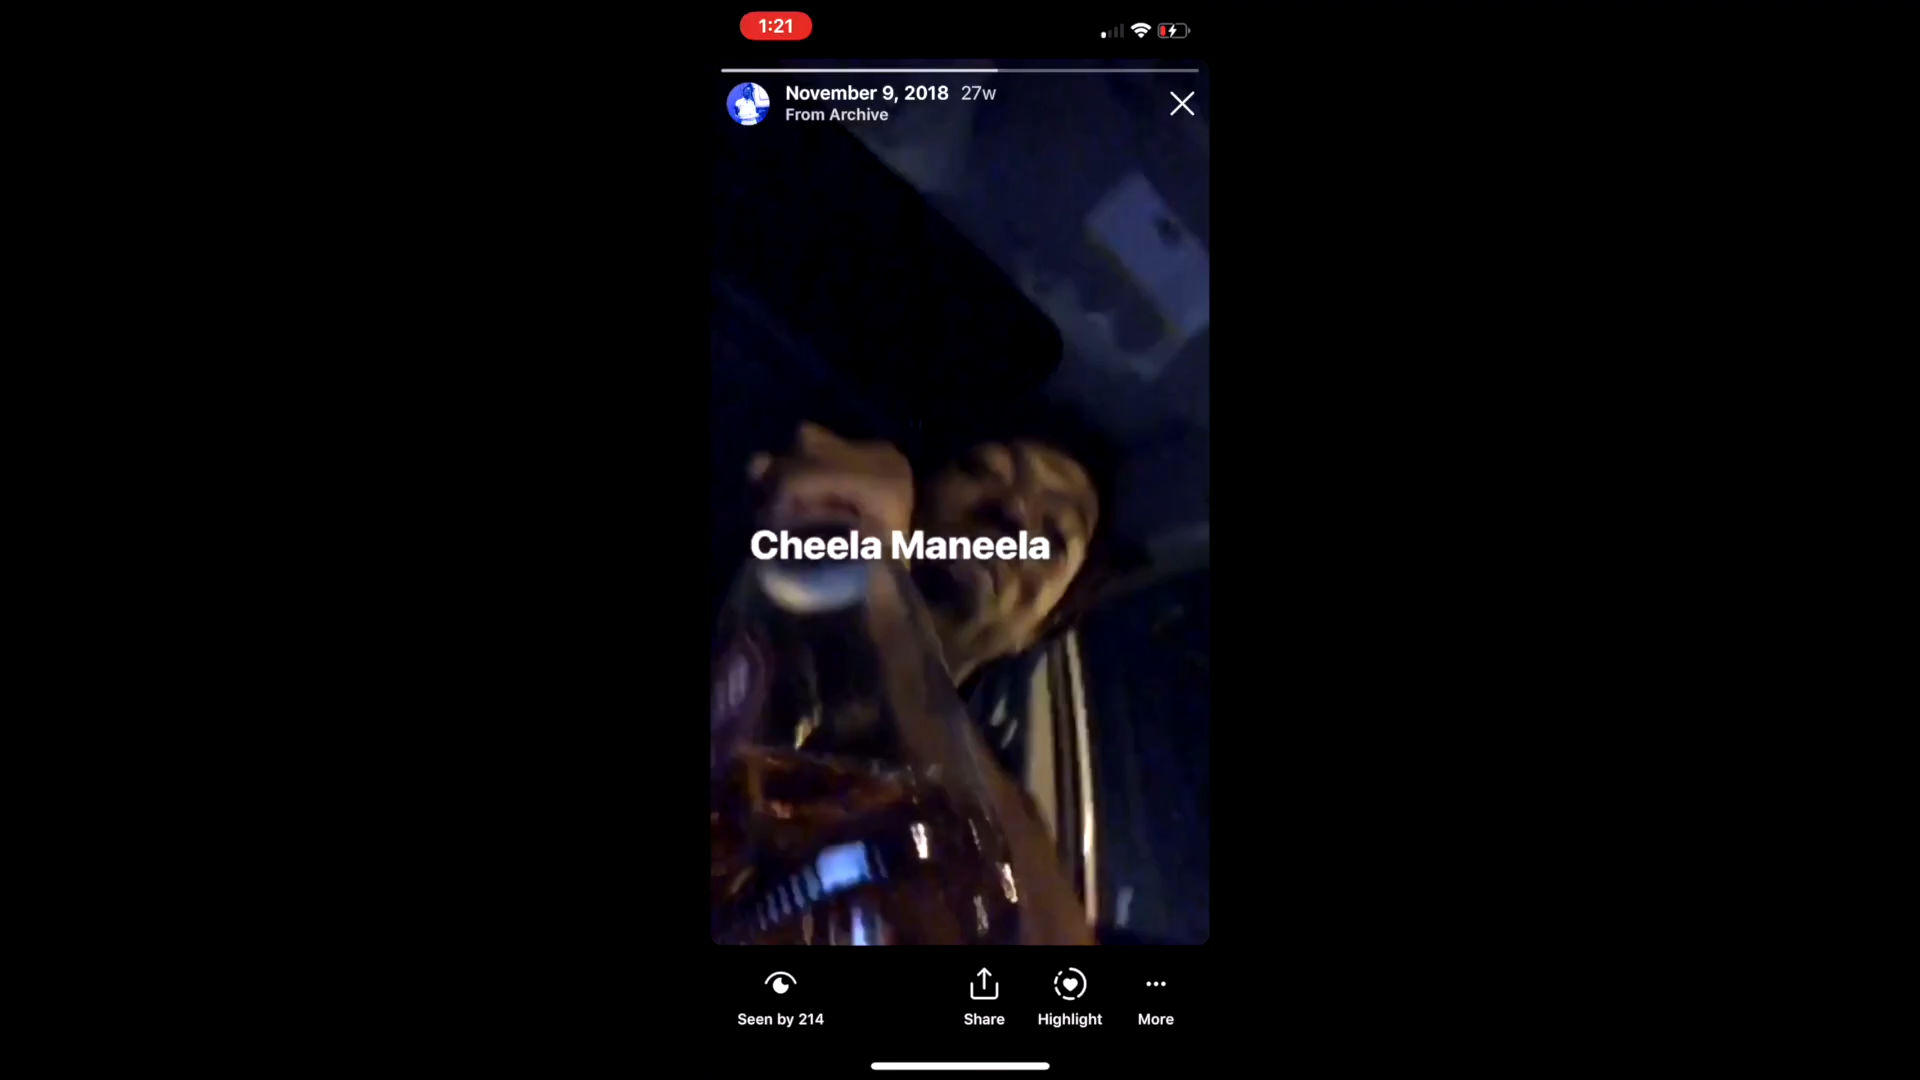 1:21
November 9, 2018 27w
From Archive
Cheela Maneela
Seen by 214
Share
Highlight
More